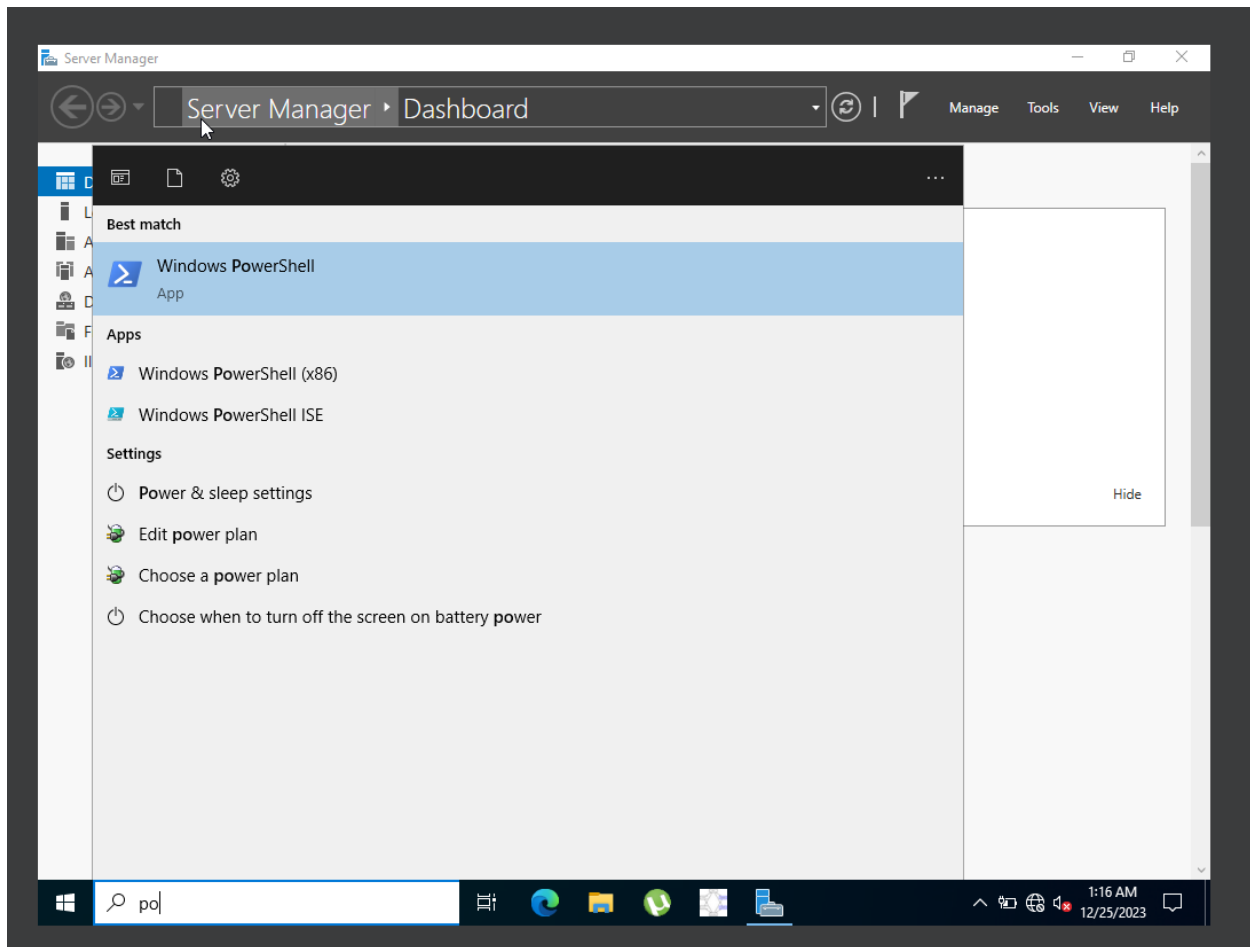 Server Manager
Server Manager • Dashboard
Manage Tools View Help
D
L
A
A
D
F
II
...
Best match
Windows PowerShell
App
Apps
Windows PowerShell (x86)
Windows PowerShell ISE
Settings
Power & sleep settings
Edit power plan
Choose a power plan
Choose when to turn off the screen on battery power
Hide
po
1:16 AM
12/25/2023